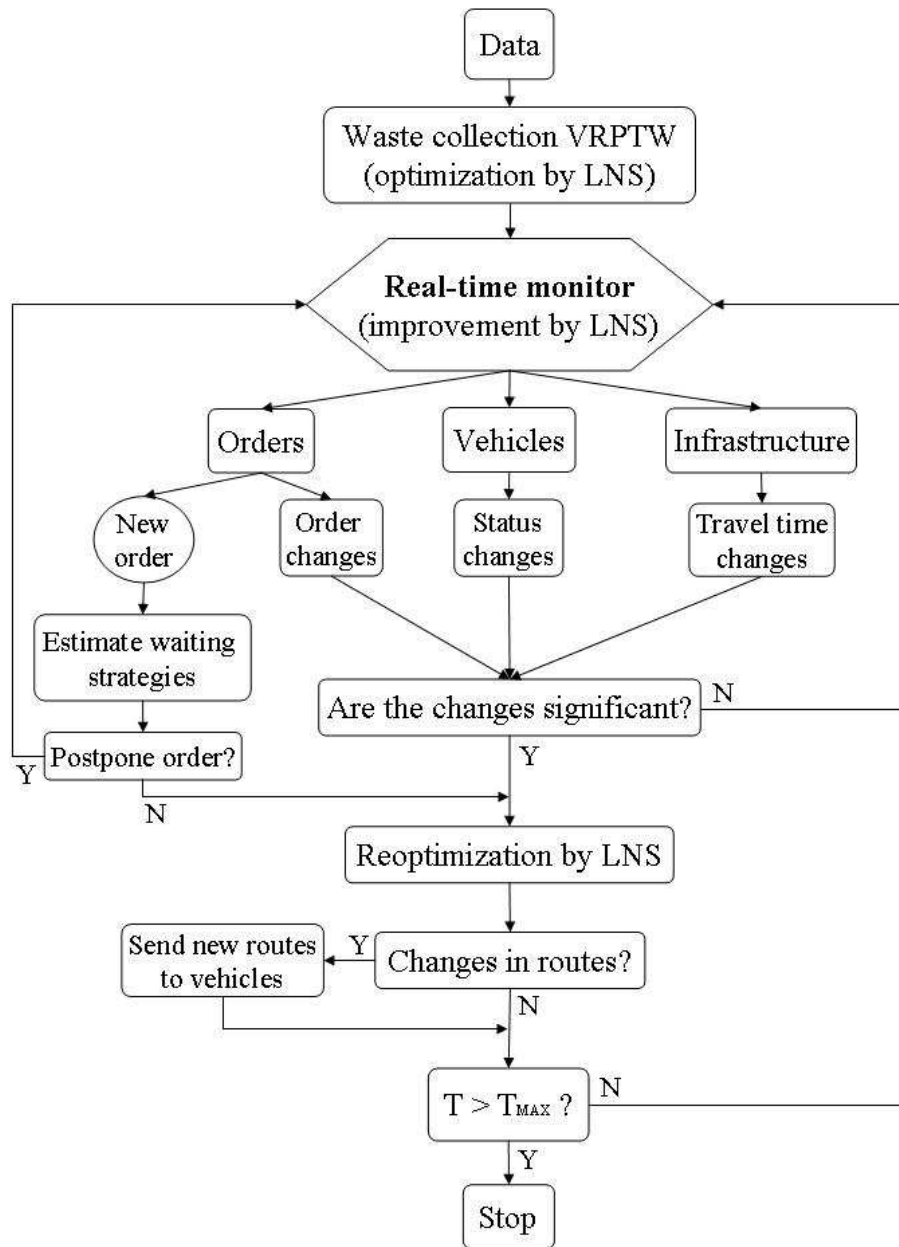 Data
Waste collection VRPTW
(optimization by LNS)
Real-time monitor
(improvement by LNS)
Orders
Vehicles
Infrastructure
New
order
Order
changes
Status
changes
Travel time
changes
Estimate waiting
strategies
Are the changes significant?
N
Postpone order?
Y
Y
N
Reoptimization by LNS
Send new routes
to vehicles
Y
Changes in routes?
N
T > TMAX ?
N
Y
Stop